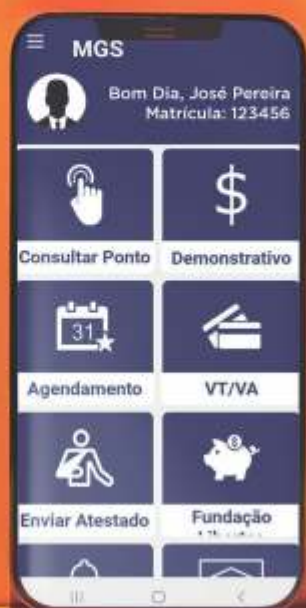 MGS
Bom Dia, José Pereira
Matrícula: 123456
Consultar Ponto
Demonstrativo
31
Agendamento
VT/VA
Enviar Atestado
Fundação